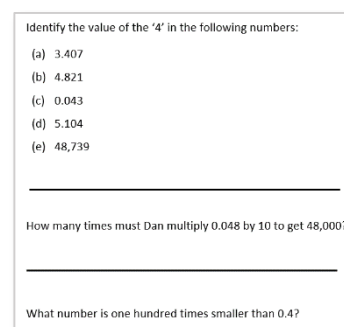 Identify the value of the ‘4’ in the following numbers:
(a) 3.407
(b) 4.821
(c) 0.043
(d) 5.104
(e) 48,739
How many times must Dan multiply 0.048 by 10 to get 48,000?
What number is one hundred times smaller than 0.4?